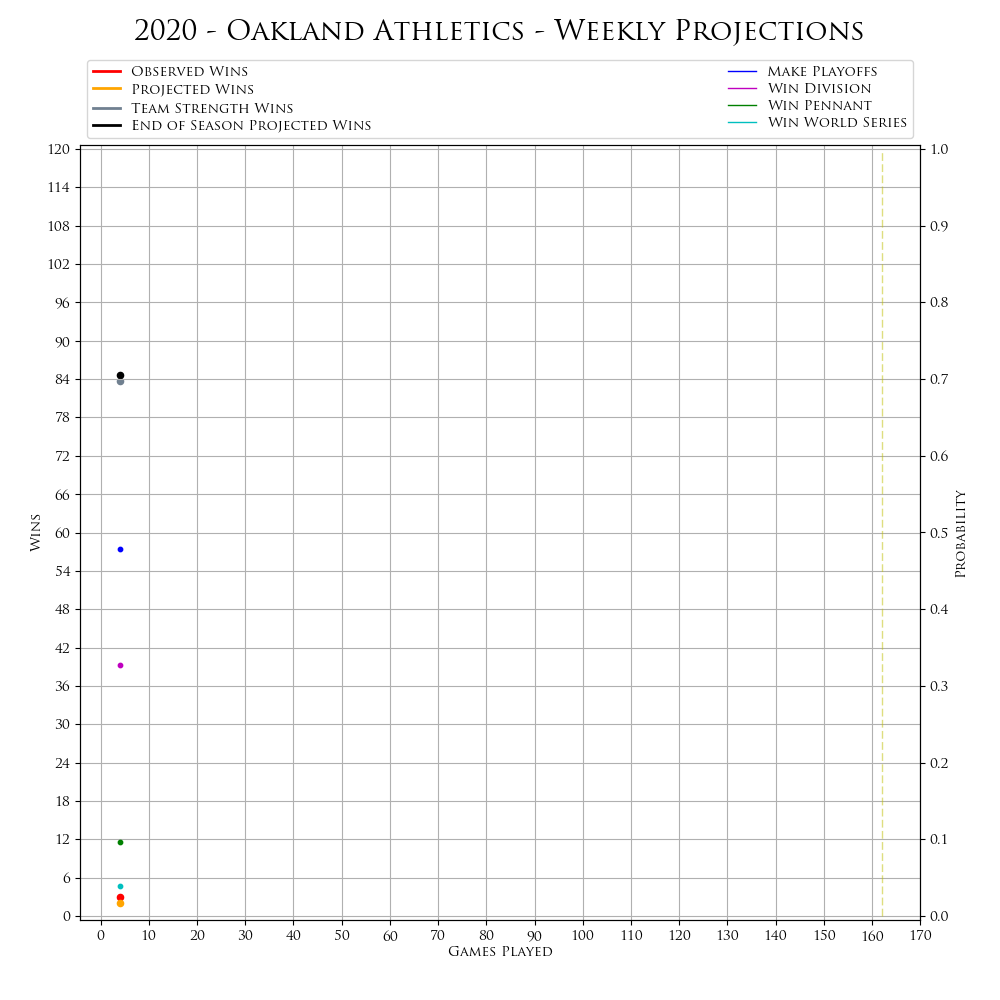 2020 - Oakland Athletics - Weekly Projections
Observed Wins
Projected Wins
Team Strength Wins
End of Season Projected Wins
Make Playoffs
Win Division
Win Pennant
Win World Series
120
114
108
102
96
90
84
78
72
66
60
54
48
42
36
30
24
18
12
6
0
Wins
1.0
0.9
0.8
0.7
0.6
0.5
0.4
0.3
0.2
0.1
0.0
Probability
0 10 20 30 40 50 60 70 80 90 100 110 120 130 140 150 160 170
Games Played